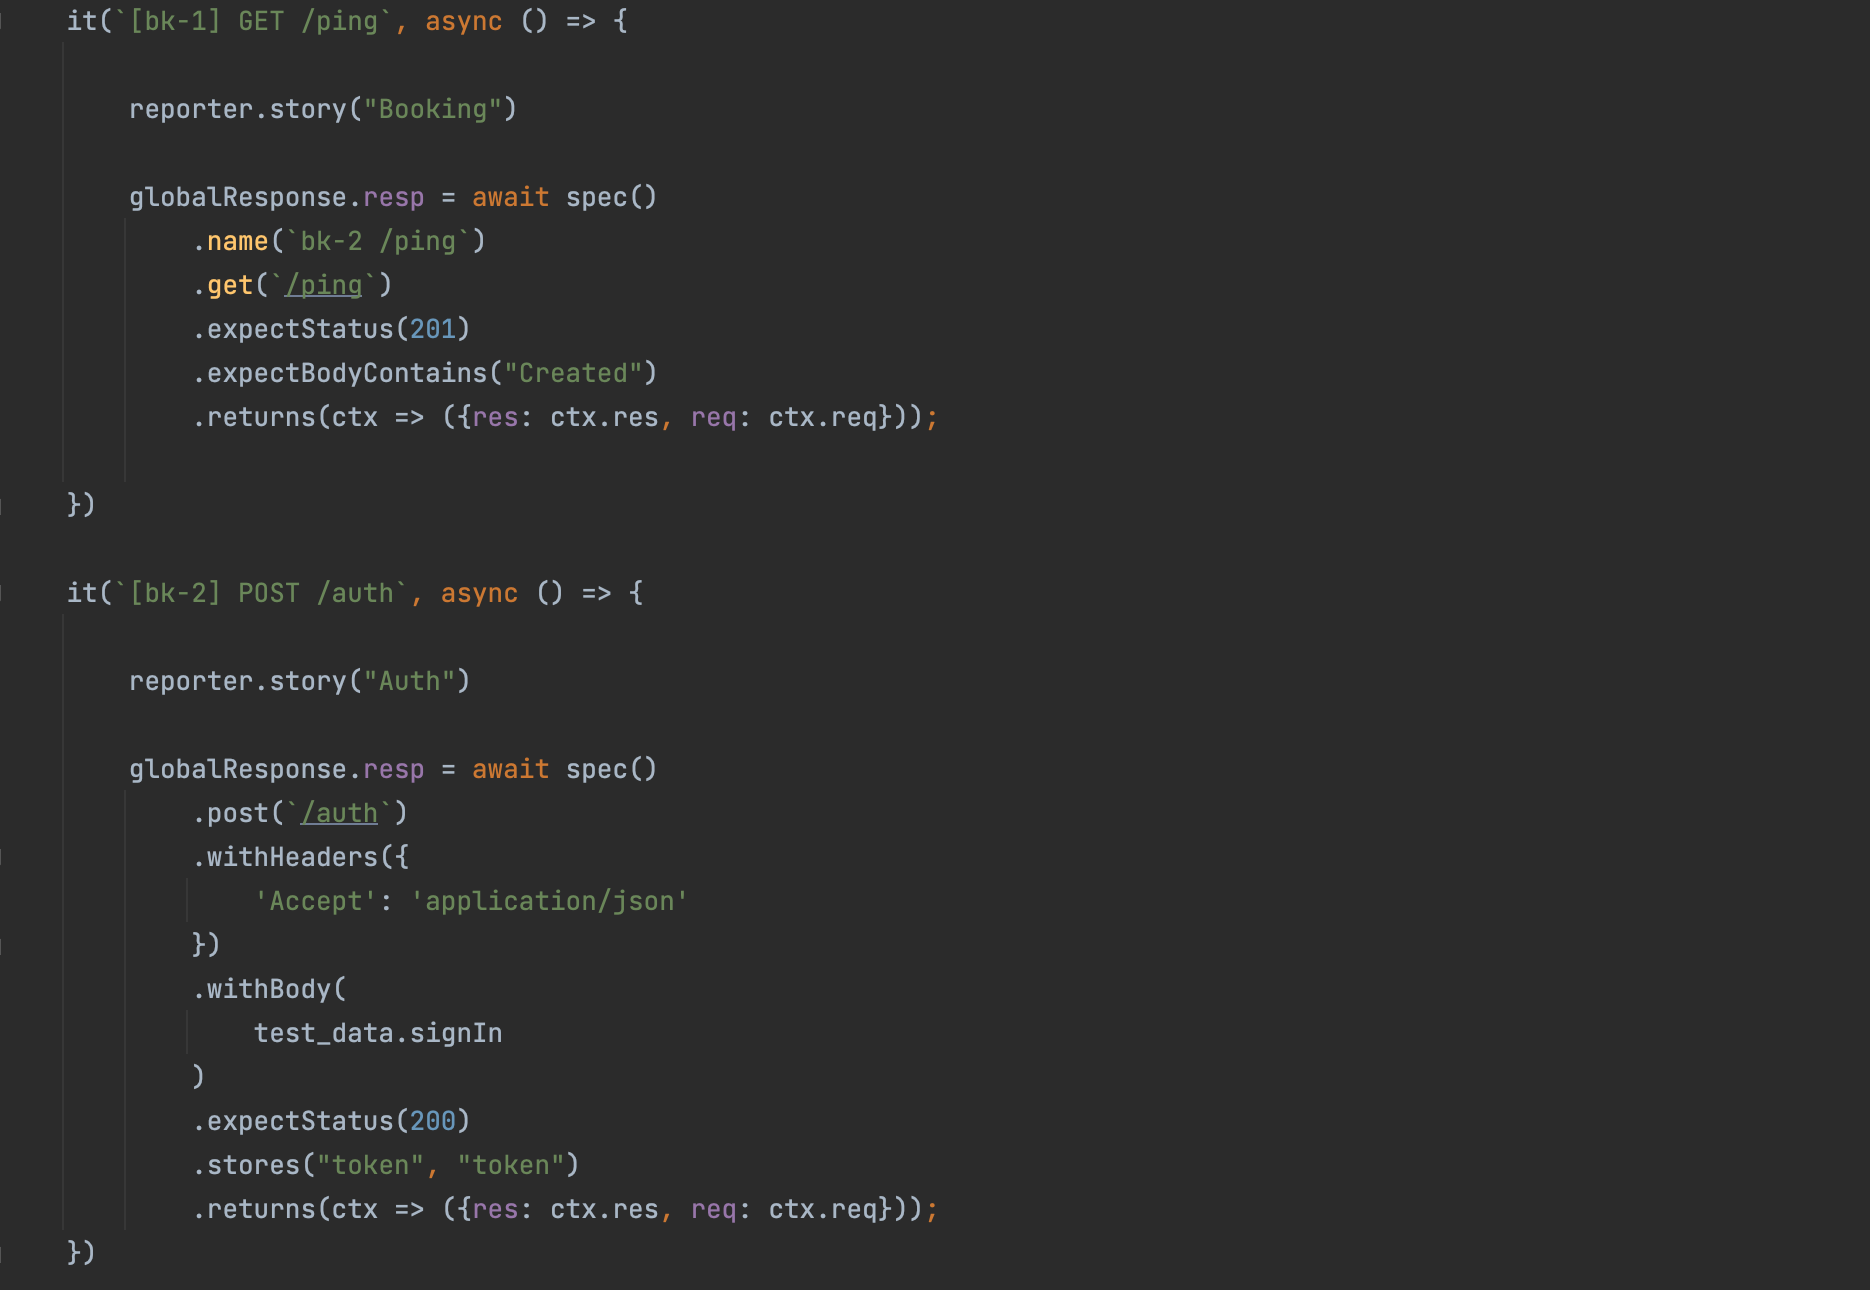 it(`[bk-1] GET /ping`, async () => {
reporter.story("Booking")
globalResponse.resp = await spec()
.name(`bk-2 /ping`)
.get(`/ping`)
.expectStatus(201)
.expectBodyContains("Created")
.returns(ctx => ({res: ctx.res, req: ctx.req}));
})
it(`[bk-2] POST /auth`, async () => {
reporter.story("Auth")
globalResponse.resp = await spec()
.post(`/auth`)
.withHeaders({
'Accept': 'application/json'
})
.withBody(
test_data.signIn
)
.expectStatus(200)
.stores("token", "token")
.returns(ctx => ({res: ctx.res, req: ctx.req}));
})